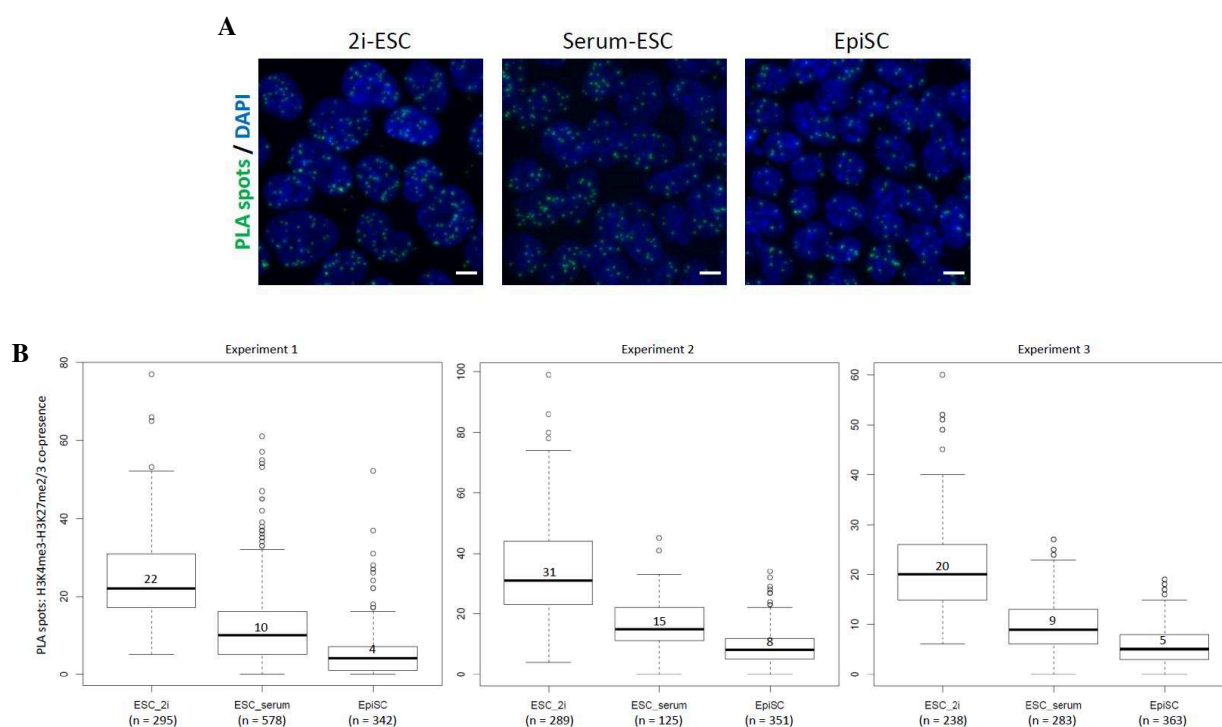 A
2i-ESC Serum-ESC EpiSC
PLA spots / DAPI
B
Experiment 1 Experiment 2 Experiment 3
PLA spots: H3K4me3-H3K27me2/3 co-presence
80
60
40
20
0
22
10
4
ESC_2i ESC_serum EpiSC
(n = 295) (n = 578) (n = 342)
100
80
60
40
20
0
31
15
8
ESC_2i ESC_serum EpiSC
(n = 289) (n = 125) (n = 351)
60
50
40
30
20
10
0
20
9
5
ESC_2i ESC_serum EpiSC
(n = 238) (n = 283) (n = 363)